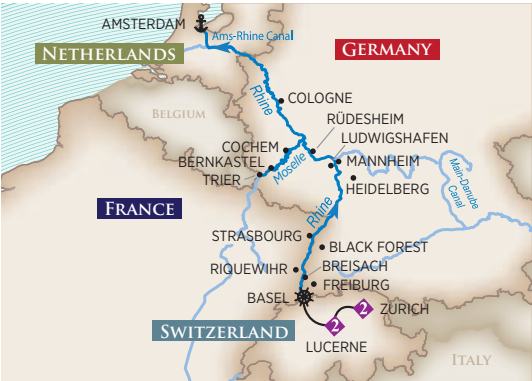 AMSTERDAM
Ams-Rhine Canal
NETHERLANDS
GERMANY
Rhine
COLOGNE
BELGIUM
RÜDESHEIM
LUDWIGSHAFEN
COCHEM
BERNKASTEL
Moselle
MANNHEIM
TRIER
HEIDELBERG
Main-Danube
Canal
FRANCE
Rhine
STRASBOURG
BLACK FOREST
RIQUEWIHR
BREISACH
FREIBURG
BASEL
2
ZURICH
2
SWITZERLAND
LUCERNE
ITALY